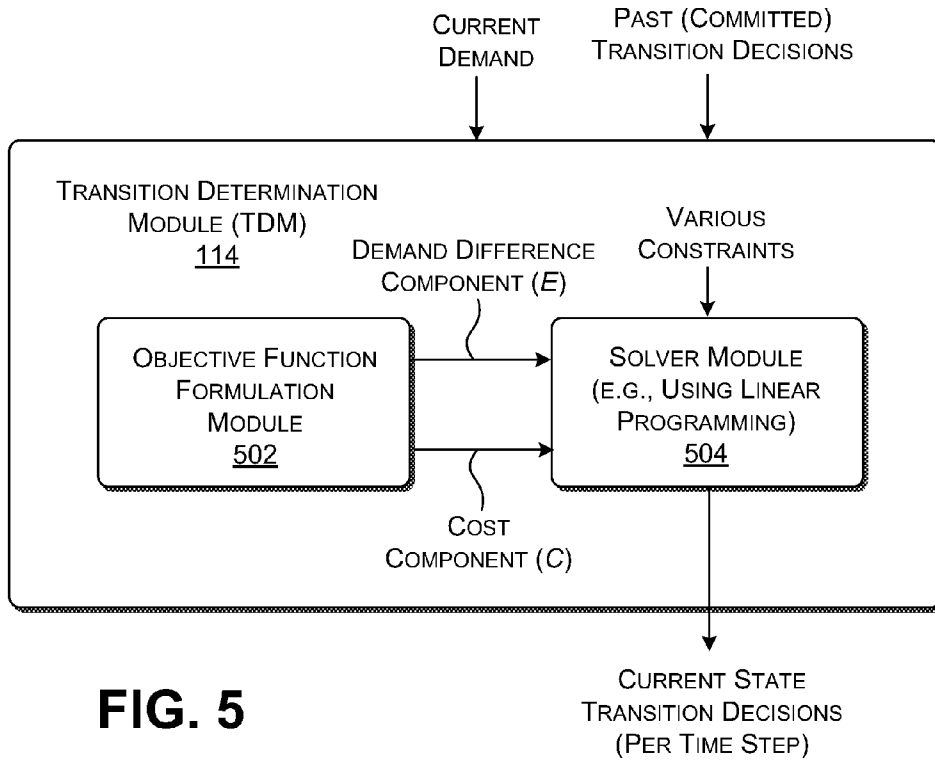 CURRENT
DEMAND
PAST (COMMITTED)
TRANSITION DECISIONS
TRANSITION DETERMINATION
MODULE (TDM)
114
DEMAND DIFFERENCE
COMPONENT (E)
VARIOUS
CONSTRAINTS
OBJECTIVE FUNCTION
FORMULATION
MODULE
502
SOLVER MODULE
(E.G., USING LINEAR
PROGRAMMING)
504
COST
COMPONENT (C)
CURRENT STATE
TRANSITION DECISIONS
(PER TIME STEP)
FIG. 5